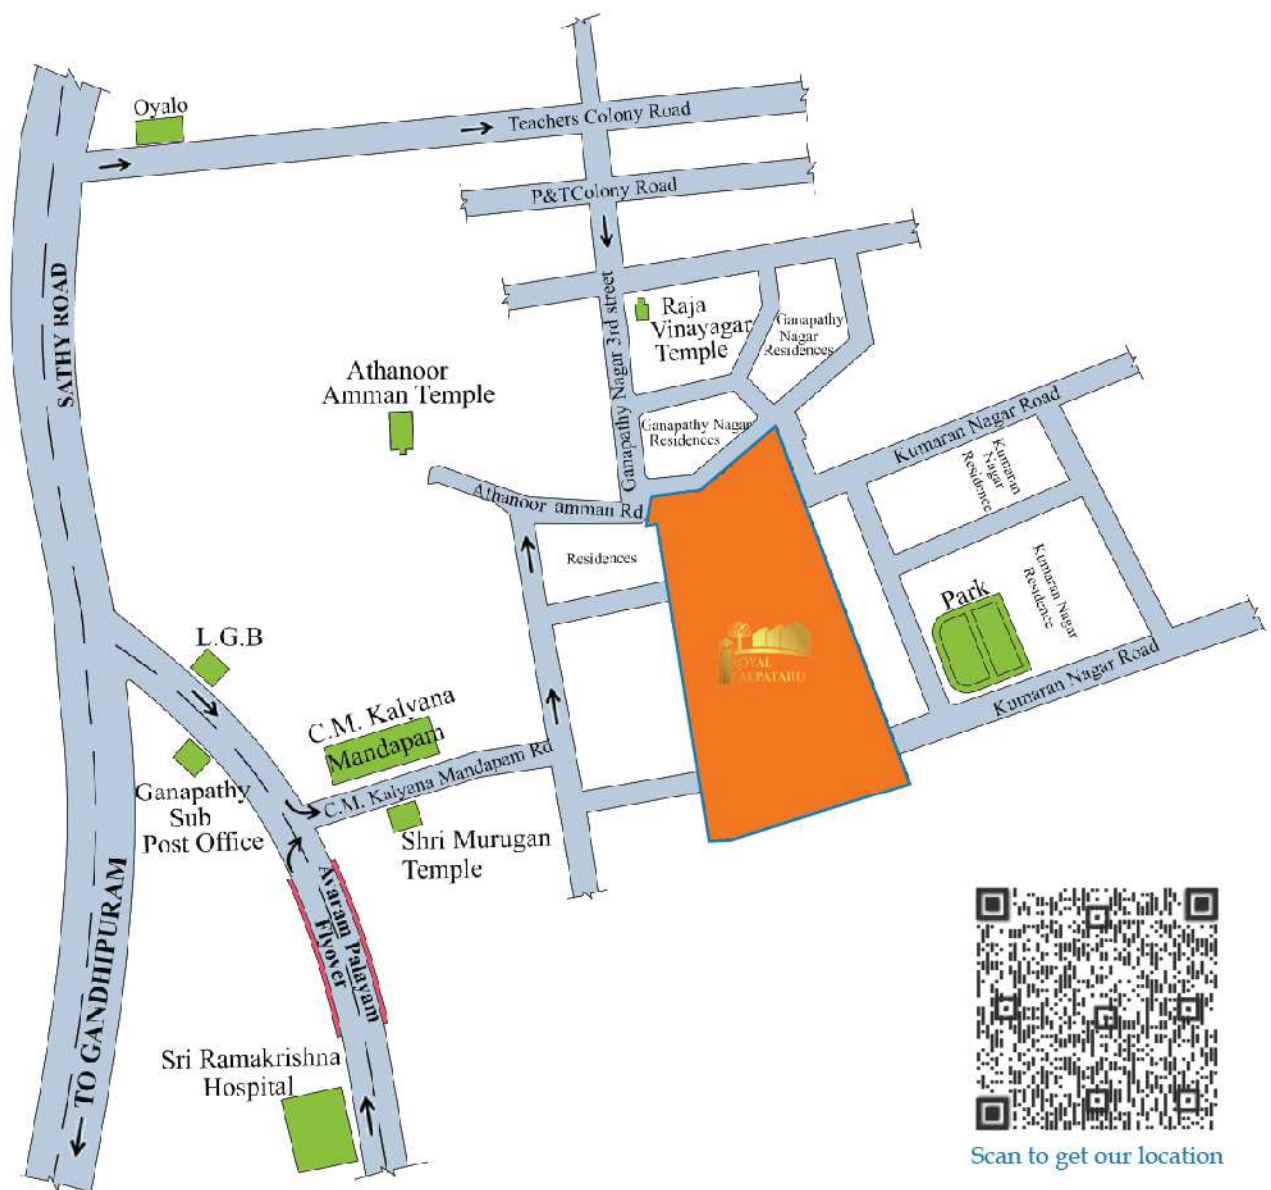 Oyalo
Teachers Colony Road
P&TColony Road
SATHY ROAD
Ganapathy Nagar 3rd street
Raja
Vinayagar
Temple
Ganapathy
Nagar
Residences
Athanoor
Amman Temple
Ganapathy Nagar
Residences
Kumaran Nagar Road
Kumaran
Nagar
Residence
Athanoor amman Rd
Residences
Kumaran Nagar
Residence
Park
Kumaran Nagar Road
ROYAL
KALPATARU
L.G.B
C.M. Kalyana
Mandapam
C.M. Kalyana Mandapam Rd
Ganapathy
Sub
Post Office
Shri Murugan
Temple
Avaram Palayam
Flyover
TO GANDHIPURAM
Sri Ramakrishna
Hospital
Scan to get our location